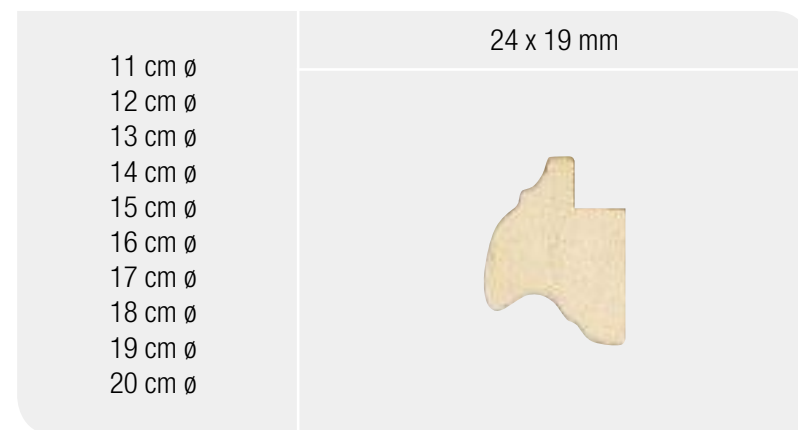 24 x 19 mm
11 cm ø
12 cm ø
13 cm ø
14 cm ø
15 cm ø
16 cm ø
17 cm ø
18 cm ø
19 cm ø
20 cm ø